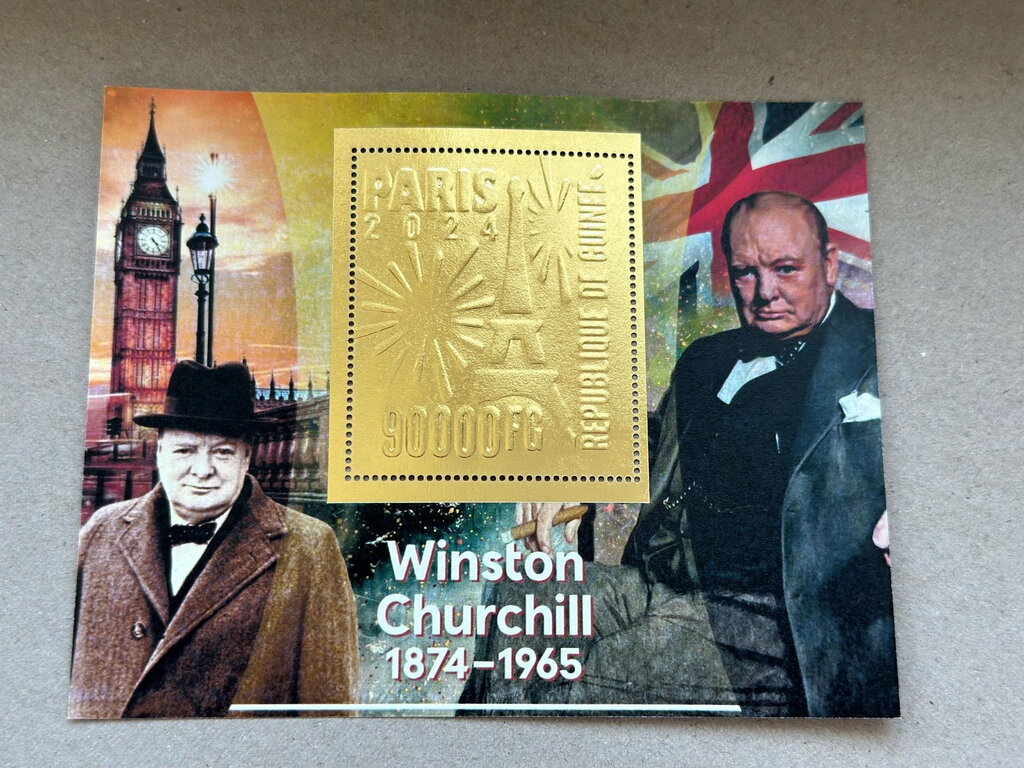 PARIS
2024
90000FG
REPUBLIQUE DE GUINEE
Winston
Churchill
1874–1965